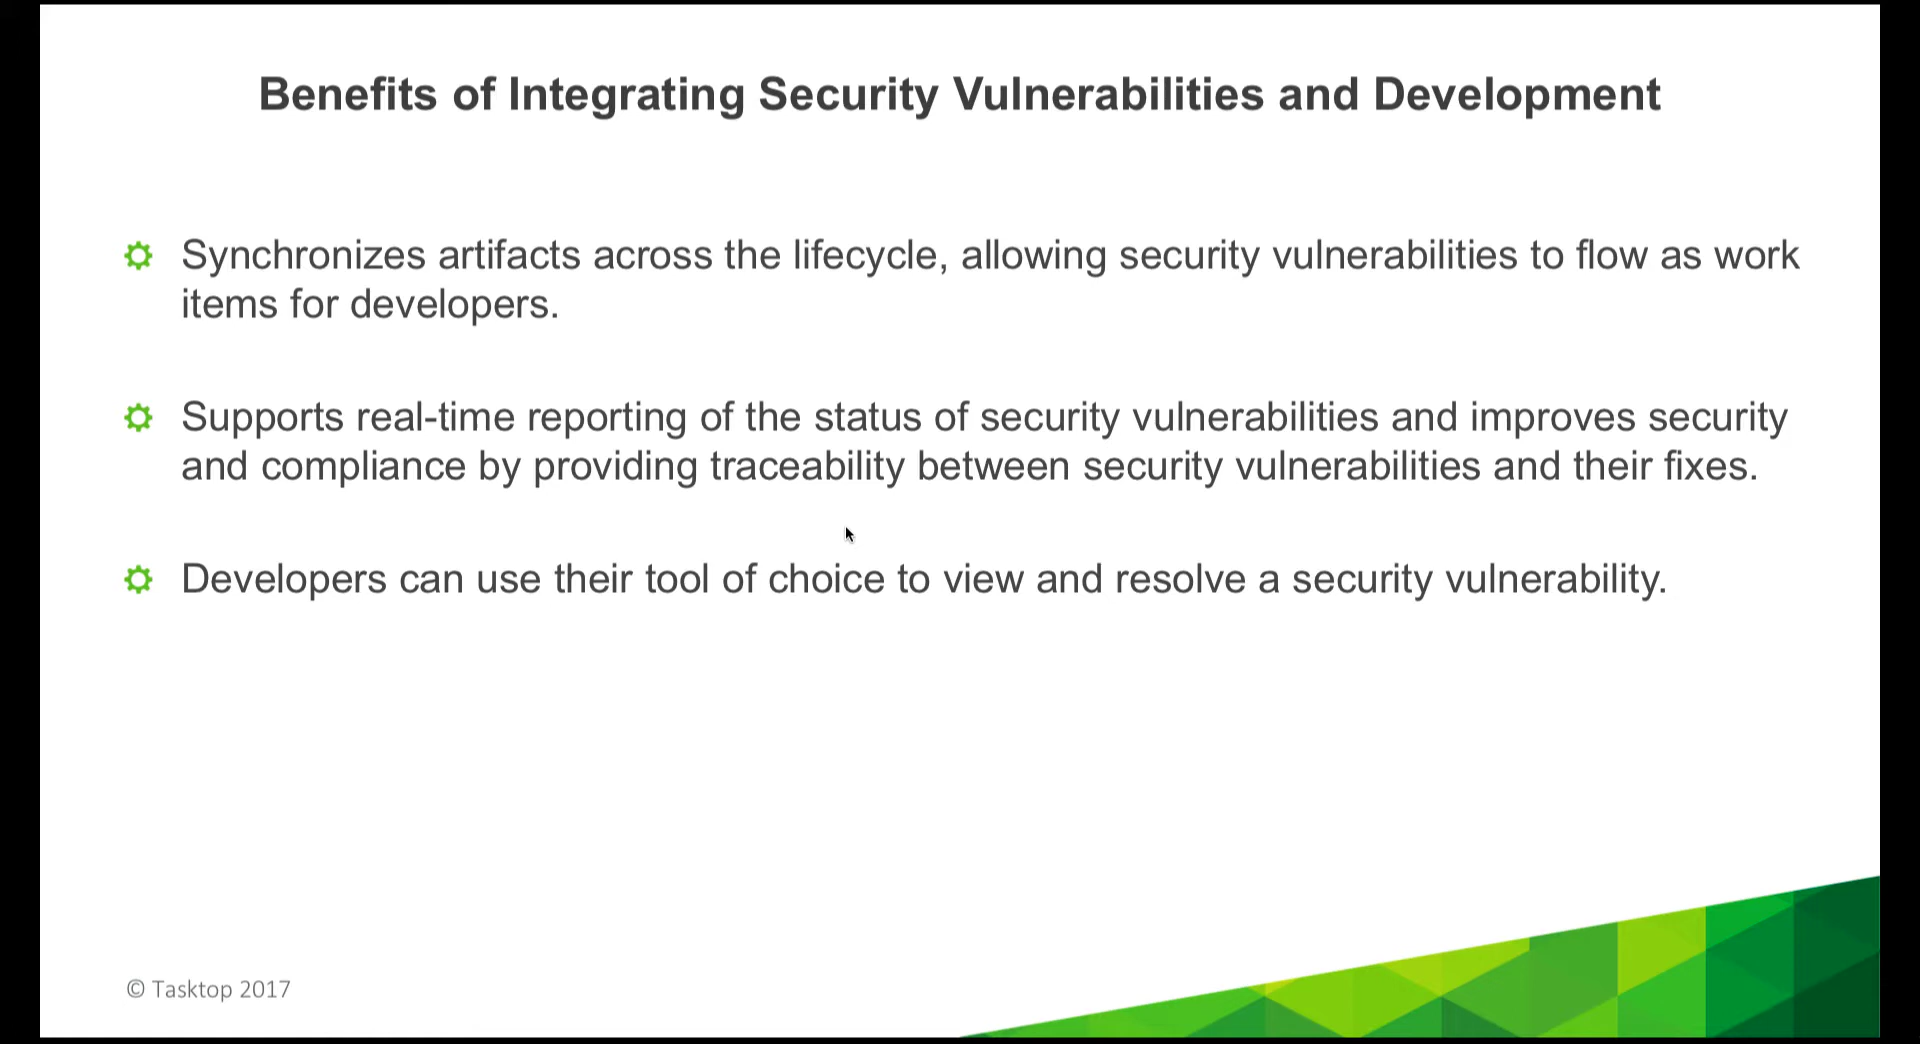 Benefits of Integrating Security Vulnerabilities and Development
Synchronizes artifacts across the lifecycle, allowing security vulnerabilities to flow as work
items for developers.
Supports real-time reporting of the status of security vulnerabilities and improves security
and compliance by providing traceability between security vulnerabilities and their fixes.
Developers can use their tool of choice to view and resolve a security vulnerability.
© Tasktop 2017